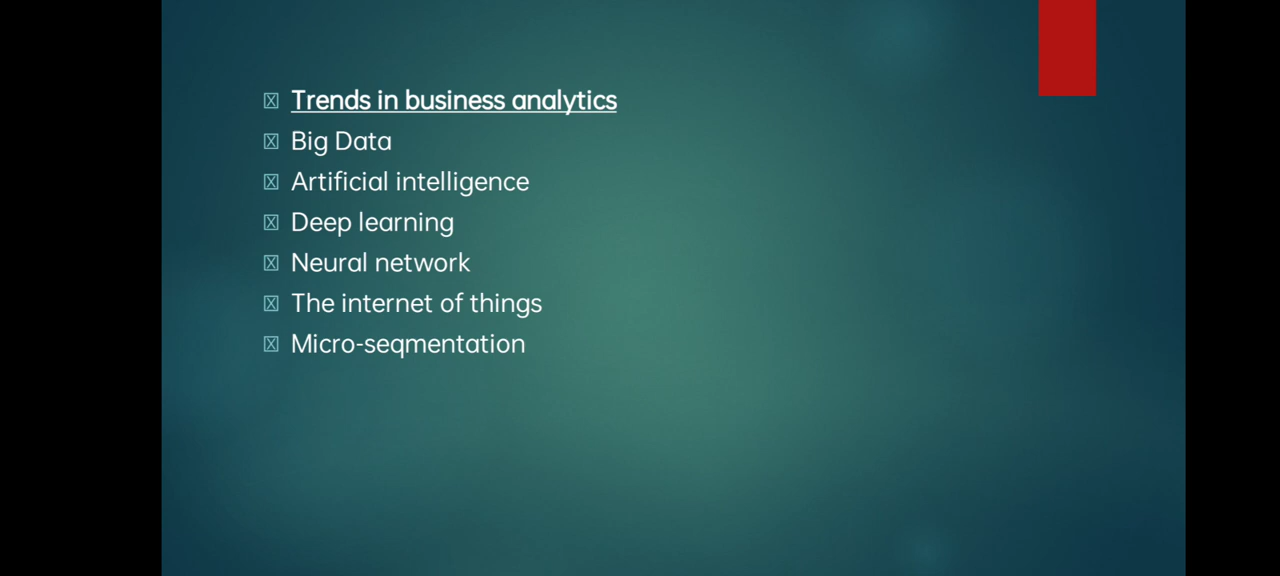 Trends in business analytics
Big Data
Artificial intelligence
Deep learning
Neural network
The internet of things
Micro-seqmentation